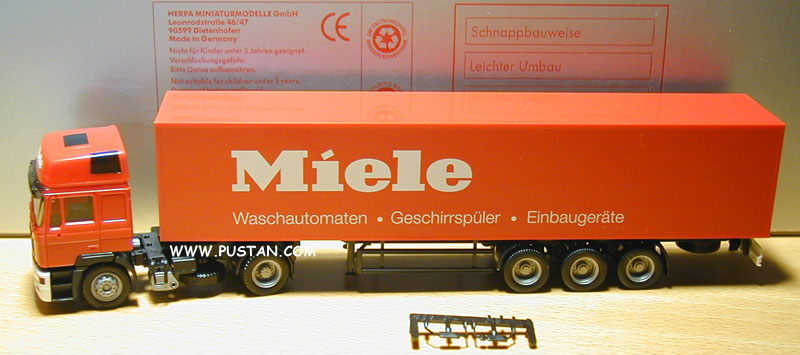 HERPA MINIATURMODELLE GmbH
Leonrodstraße 46/47
90599 Dietenhofen
Made in Germany
Nicht für Kinder unter 3 Jahren geeignet.
Verschluckungsgefahr.
Bitte Daten aufbewahren.
Not suitable for children under 3 years.
CE
Schnappbauweise
Leichter Umbau
Miele
Waschautomaten • Geschirrspüler • Einbaugeräte
WWW.PUSTAN.COM